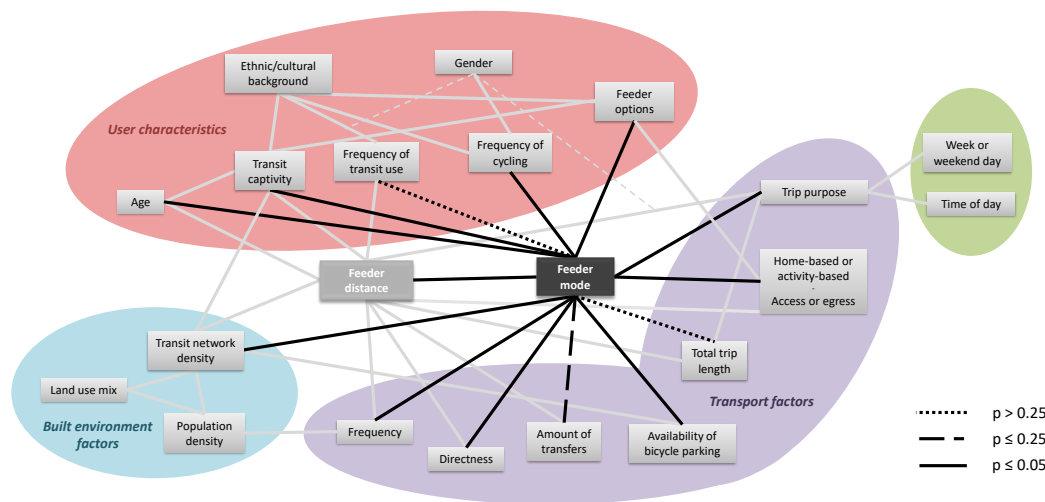 Ethnic/cultural
background
Gender
Feeder
options
User characteristics
Week or
weekend day
Transit
captivity
Frequency of
transit use
Frequency of
cycling
Trip purpose
Age
Time of day
Feeder
distance
Feeder
mode
Home-based or
activity-based
-
Access or egress
Transit network
density
Total trip
length
Land use mix
Transport factors
Built environment
factors
Population
density
Frequency
Directness
Amount of
transfers
Availability of
bicycle parking
p > 0.25
p ≤ 0.25
p ≤ 0.05